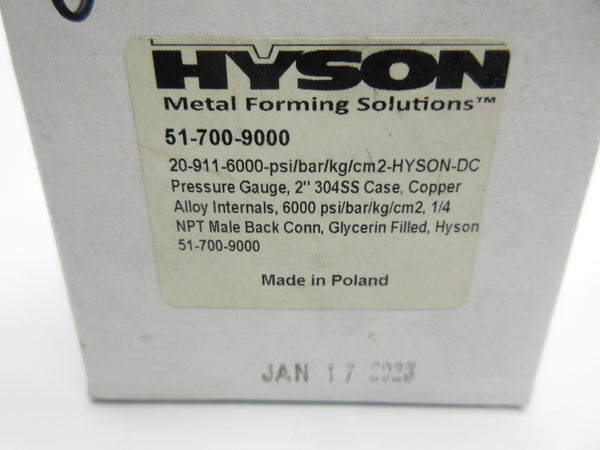 HYSON
Metal Forming Solutions™
51-700-9000
20-911-6000-psi/bar/kg/cm2-HYSON-DC
Pressure Gauge, 2" 304SS Case, Copper
Alloy Internals, 6000 psi/bar/kg/cm2, 1/4
NPT Male Back Conn, Glycerin Filled, Hyson
51-700-9000
Made in Poland
JAN 17 2023